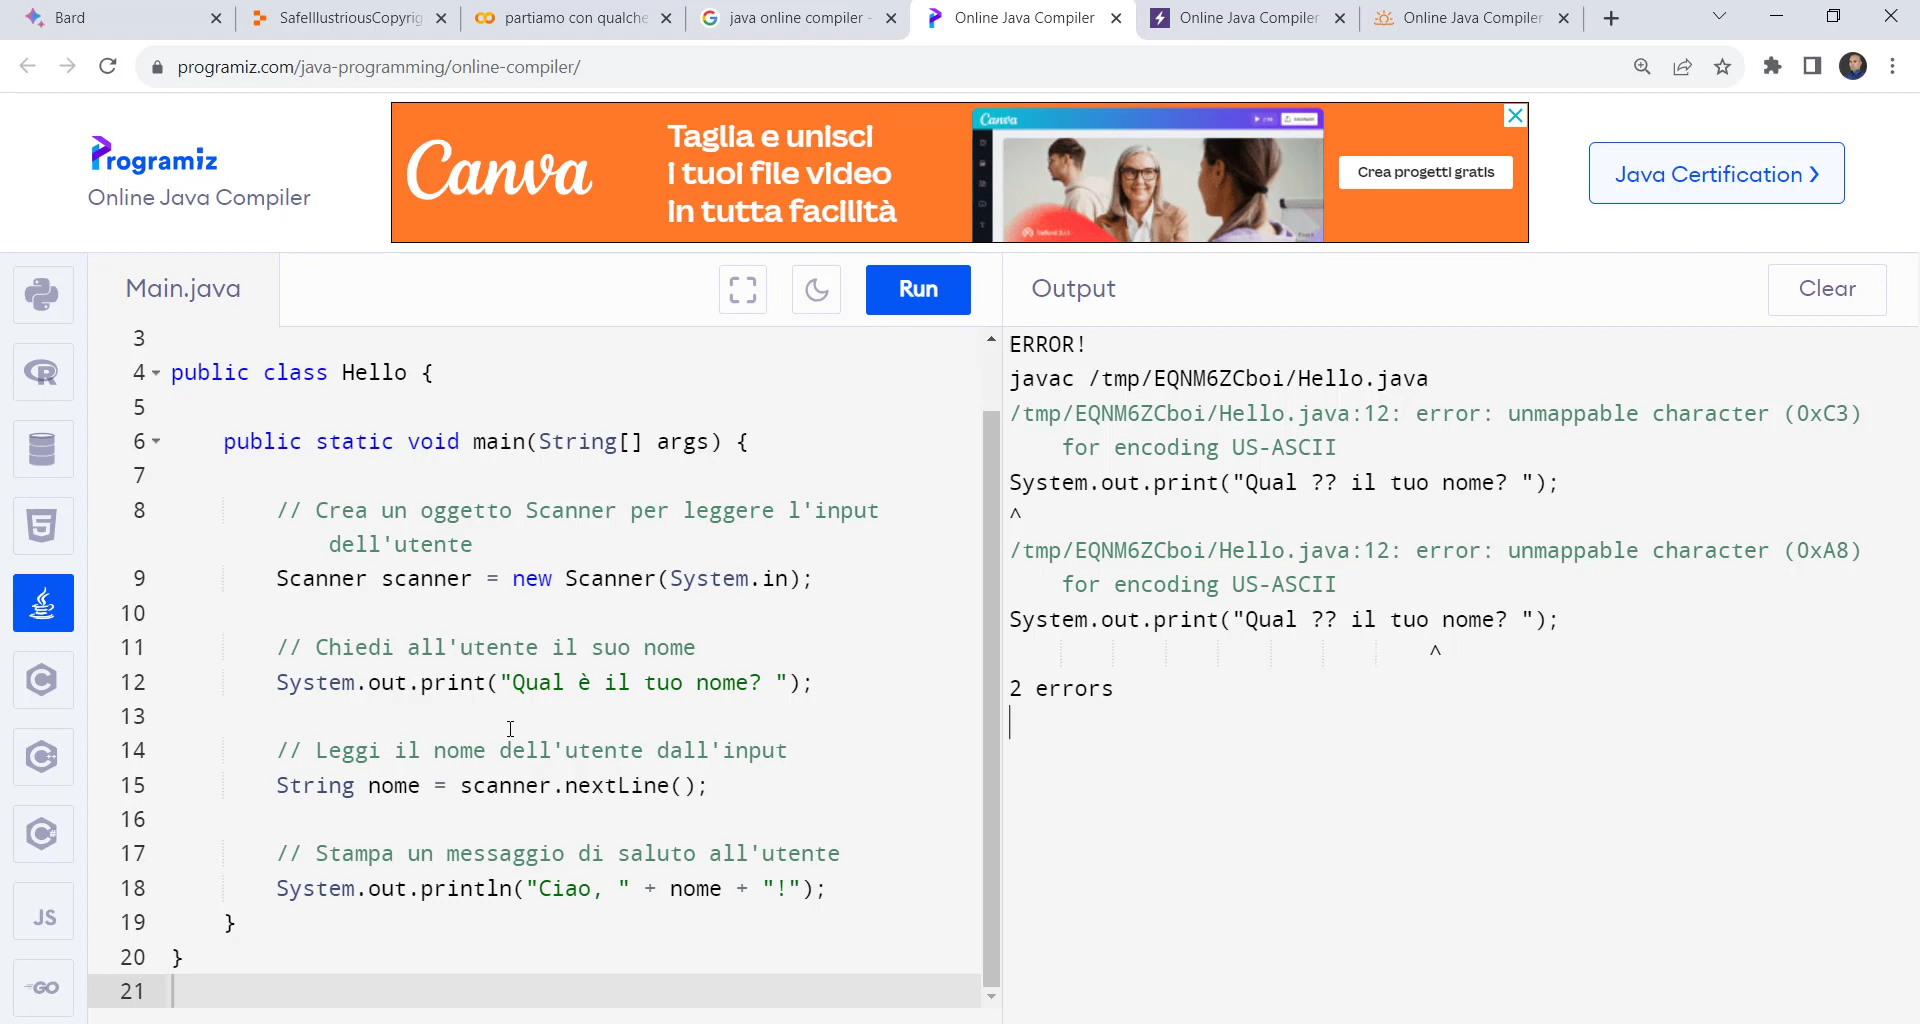 Bard
SafeIllustriousCopyrig
partiamo con qualche
java online compiler -
Online Java Compiler
Online Java Compiler
Online Java Compiler
programiz.com/java-programming/online-compiler/
Programiz
Online Java Compiler
Canva
Taglia e unisci
i tuoi file video
in tutta facilità
Canva
Crea progetti gratis
Java Certification
Main.java
Run
Output
Clear
3
4 public class Hello {
5
6 public static void main(String[] args) {
7
8 // Crea un oggetto Scanner per leggere l'input
dell'utente
9 Scanner scanner = new Scanner(System.in);
10
11 // Chiedi all'utente il suo nome
12 System.out.print("Qual è il tuo nome? ");
13
14 // Leggi il nome dell'utente dall'input
15 String nome = scanner.nextLine();
16
17 // Stampa un messaggio di saluto all'utente
18 System.out.println("Ciao, " + nome + "!");
19 }
20 }
21
ERROR!
javac /tmp/EQNM6ZCboi/Hello.java
/tmp/EQNM6ZCboi/Hello.java:12: error: unmappable character (0xC3)
for encoding US-ASCII
System.out.print("Qual ?? il tuo nome? ");
^
/tmp/EQNM6ZCboi/Hello.java:12: error: unmappable character (0xA8)
for encoding US-ASCII
System.out.print("Qual ?? il tuo nome? ");
^
2 errors
JS
GO